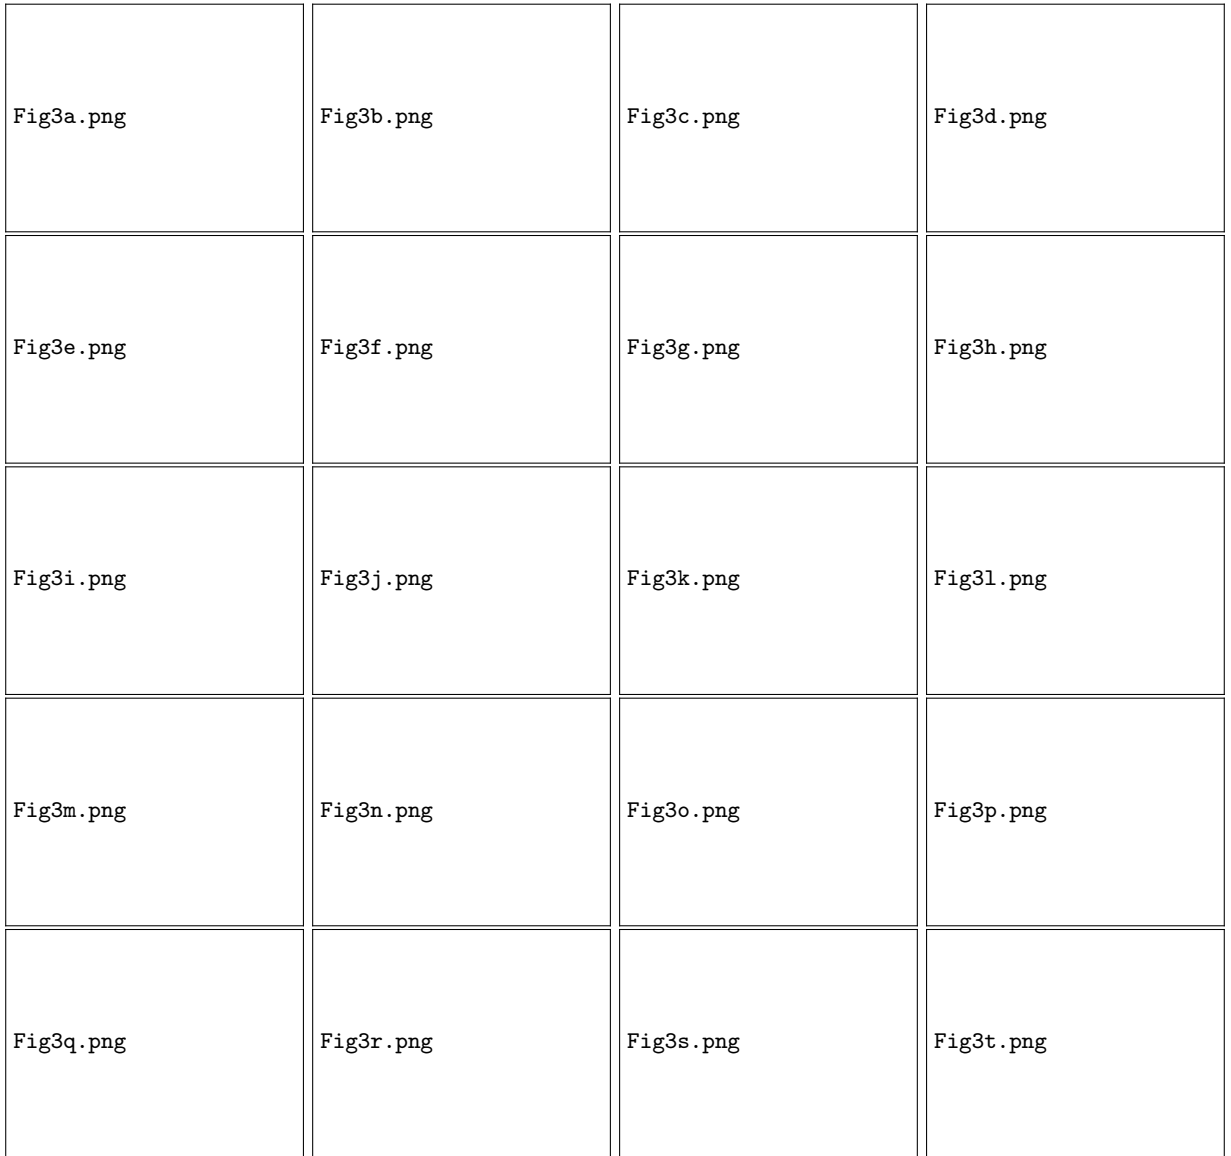 Fig3a.png Fig3b.png Fig3c.png Fig3d.png
Fig3e.png Fig3f.png Fig3g.png Fig3h.png
Fig3i.png Fig3j.png Fig3k.png Fig3l.png
Fig3m.png Fig3n.png Fig3o.png Fig3p.png
Fig3q.png Fig3r.png Fig3s.png Fig3t.png